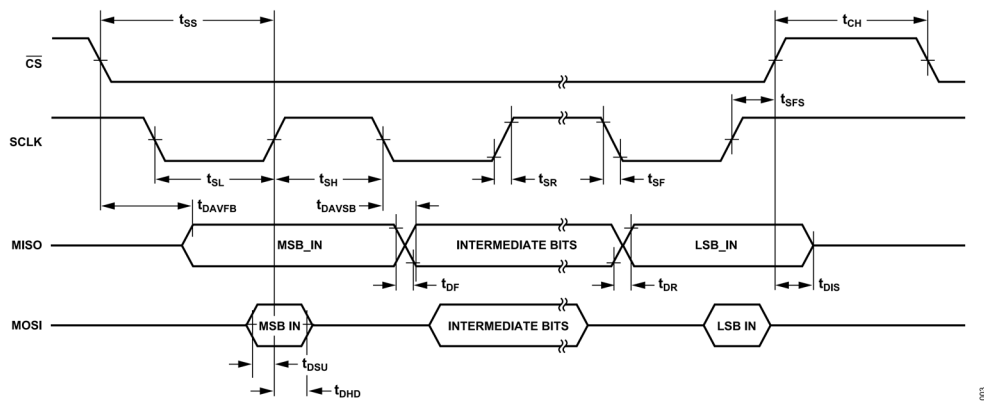 tSS
tCH
CS
tSFS
SCLK
tSL
tSH
tSR
tSF
tDAVFB
tDAVSB
MISO
MSB_IN
INTERMEDIATE BITS
LSB_IN
tDF
tDR
tDIS
MOSI
MSB IN
INTERMEDIATE BITS
LSB IN
tDSU
tDHD
003